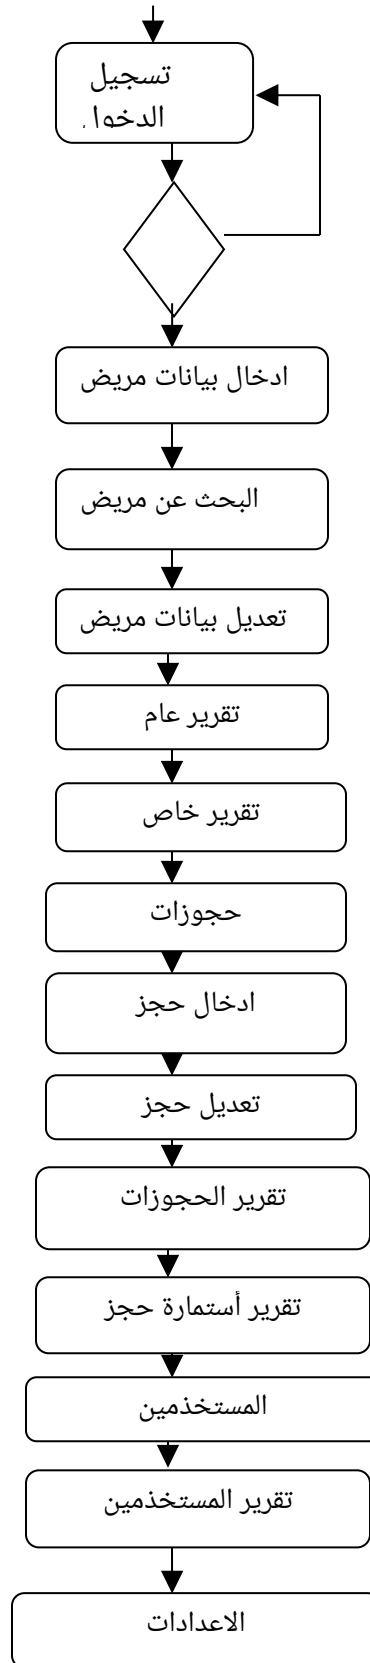 تسجيل
الدخول
ادخال بيانات مريض
البحث عن مريض
تعديل بيانات مريض
تقرير عام
تقرير خاص
حجوزات
ادخال حجز
تعديل حجز
تقرير الحجوزات
تقرير أستمارة حجز
المستخذمين
تقرير المستخذمين
الاعدادات